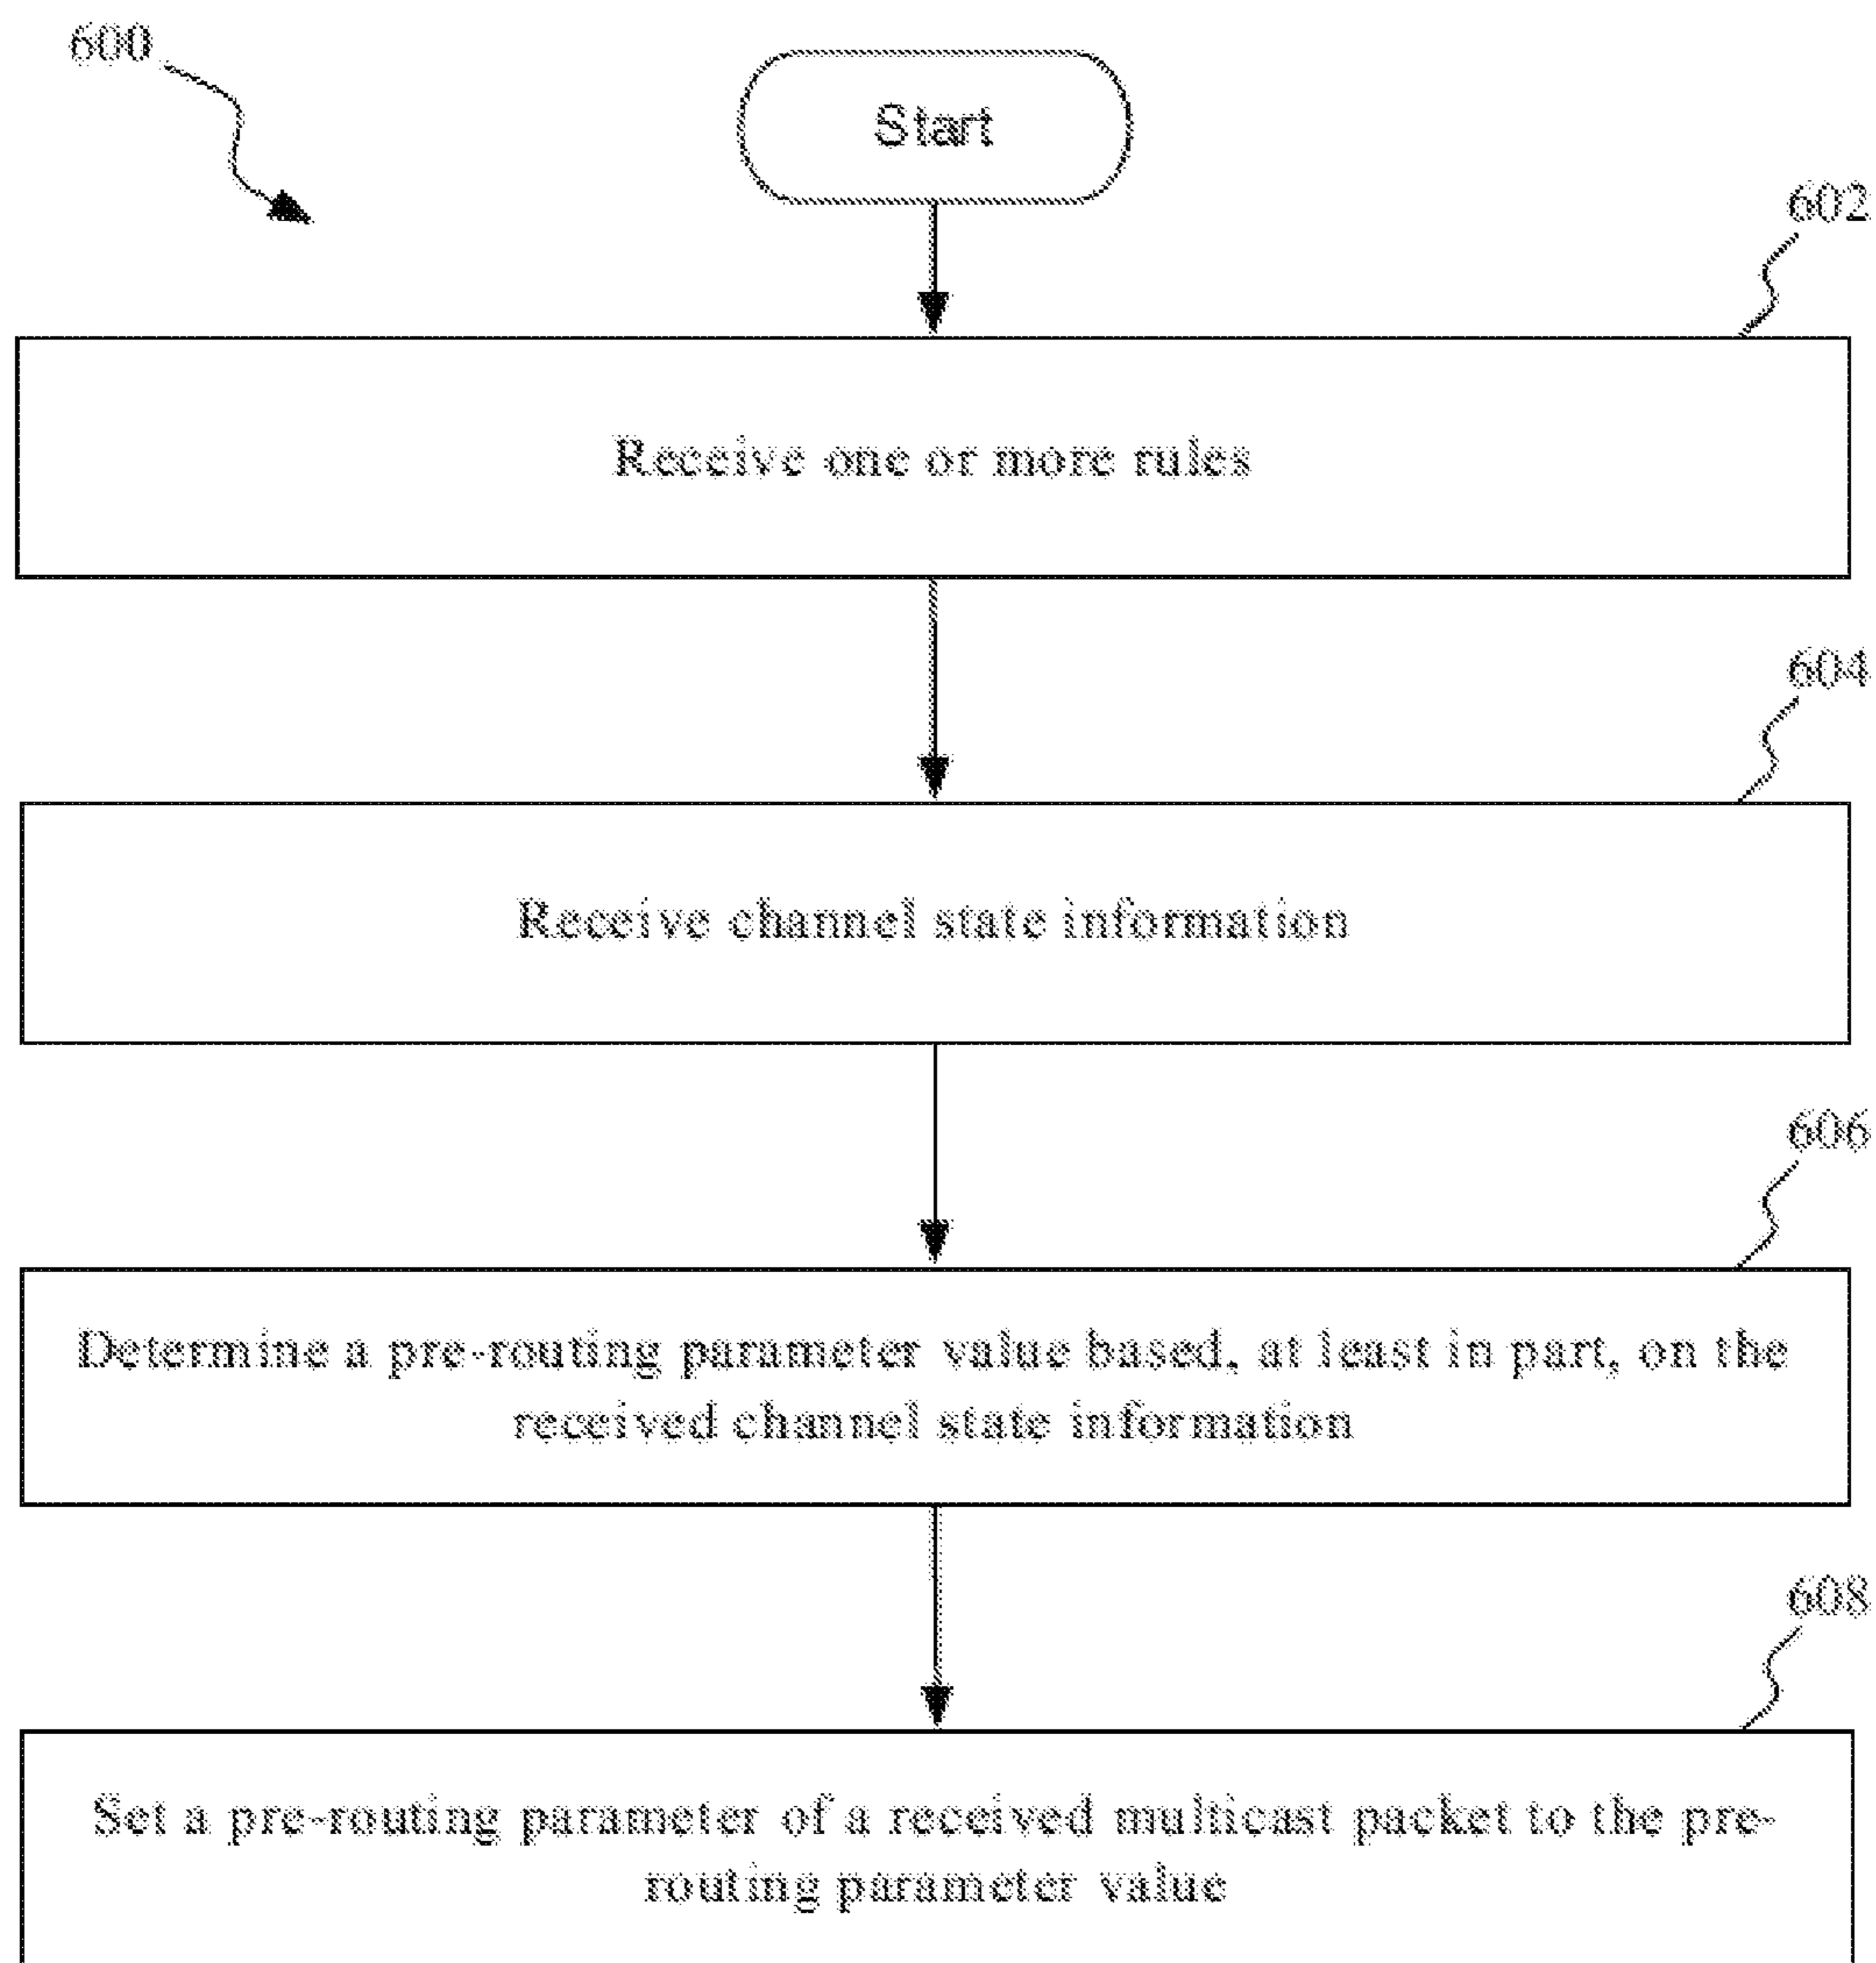 600
Start
602
Receive one or more rules
604
Receive channel state information
606
Determine a pre-routing parameter value based, at least in part, on the
received channel state information
608
Set a pre-routing parameter of a received multicast packet to the pre-
routing parameter value